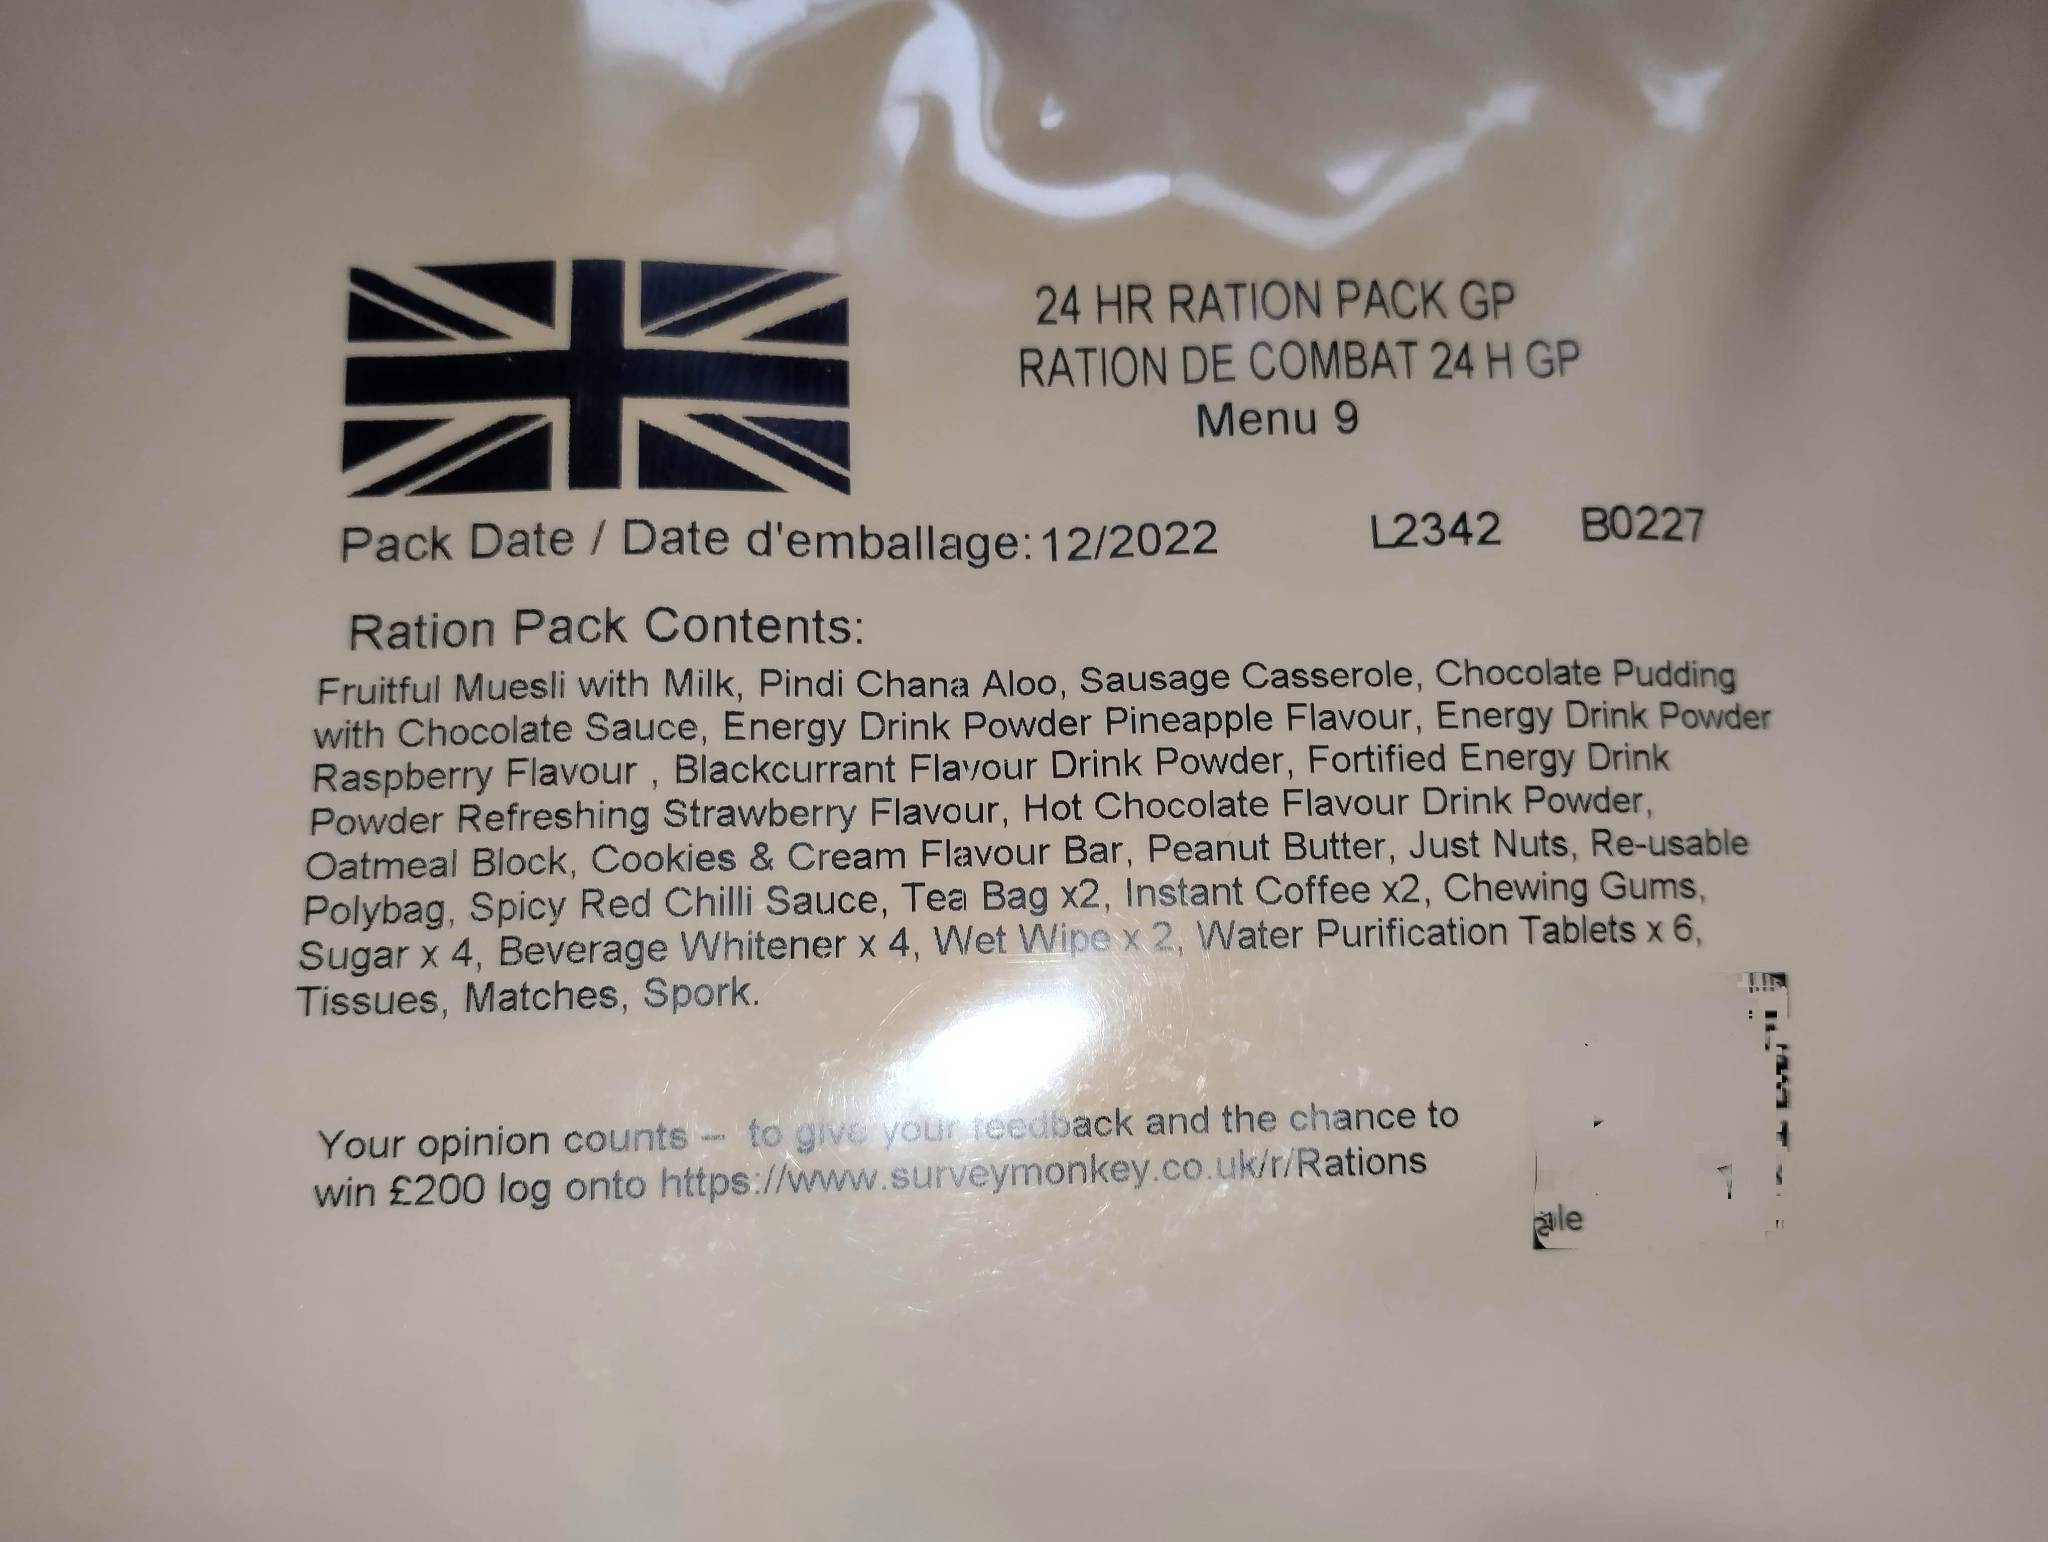 24 HR RATION PACK GP
RATION DE COMBAT 24 H GP
Menu 9
Pack Date / Date d'emballage: 12/2022 L2342 B0227
Ration Pack Contents:
Fruitful Muesli with Milk, Pindi Chana Aloo, Sausage Casserole, Chocolate Pudding
with Chocolate Sauce, Energy Drink Powder Pineapple Flavour, Energy Drink Powder
Raspberry Flavour , Blackcurrant Flavour Drink Powder, Fortified Energy Drink
Powder Refreshing Strawberry Flavour, Hot Chocolate Flavour Drink Powder,
Oatmeal Block, Cookies & Cream Flavour Bar, Peanut Butter, Just Nuts, Re-usable
Polybag, Spicy Red Chilli Sauce, Tea Bag x2, Instant Coffee x2, Chewing Gums,
Sugar x 4, Beverage Whitener x 4, Wet Wipe x 2, Water Purification Tablets x 6,
Tissues, Matches, Spork.
Your opinion counts – to give your feedback and the chance to
win £200 log onto https://www.surveymonkey.co.uk/r/Rations